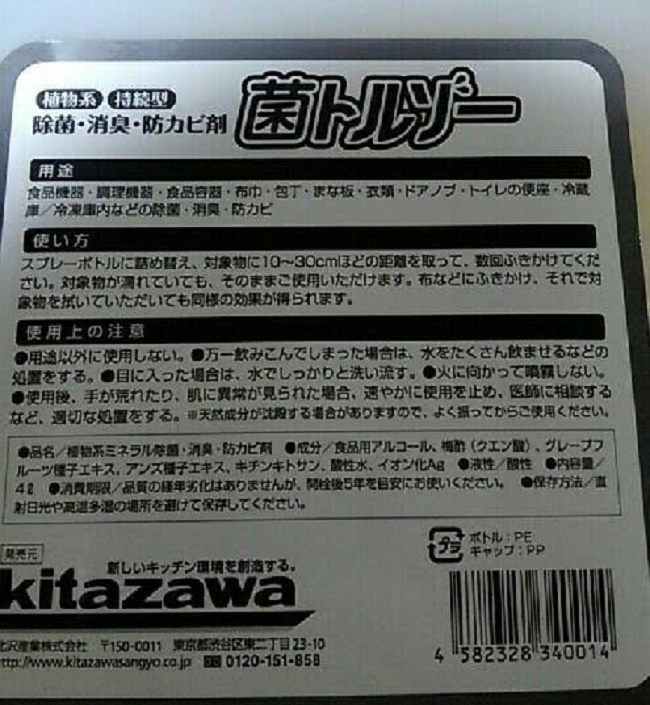 植物系 持続型
除菌・消臭・防カビ剤 菌トルゾー
用途
食品機器・調理機器・食品容器・布巾・包丁・まな板・衣類・ドアノブ・トイレの便座・冷蔵
庫/冷凍庫内などの除菌・消臭・防カビ
使い方
スプレーボトルに詰め替え、対象物に10〜30cmほどの距離を取って、数回ふきかけてくだ
さい。対象物が濡れていても、そのままご使用いただけます。布などにふきかけ、それで対
象物を拭いていただいても同様の効果が得られます。
使用上の注意
●用途以外に使用しない。●万一飲みこんでしまった場合は、水をたくさん飲ませるなどの
処置をする。●目に入った場合は、水でしっかりと洗い流す。●火に向かって噴霧しない。
●使用後、手が荒れたり、肌に異常が見られた場合、速やかに使用を止め、医師に相談する
など、適切な処置をする。※天然成分が沈殿する場合がありますので、よく振ってからご使用ください。
●品名/植物系ミネラル除菌・消臭・防カビ剤 ●成分/食品用アルコール、梅酢(クエン酸)、グレープフ
ルーツ種子エキス、アンズ種子エキス、キチンキトサン、酸性水、イオン化Ag ●液性/酸性 ●内容量/
4ℓ ●消費期限/品質の経年劣化はありませんが、開栓後5年を目安にお使いください。 ●保存方法/直
射日光や高温多湿の場所を避けて保存してください。
プラ ボトル:PE
キャップ:PP
発売元
新しいキッチン環境を創造する。
kitazawa
北沢産業株式会社 〒150-0011 東京都渋谷区東二丁目23-10
http://www.kitazawasangyo.co.jp 0120-151-858
4 582328 340014